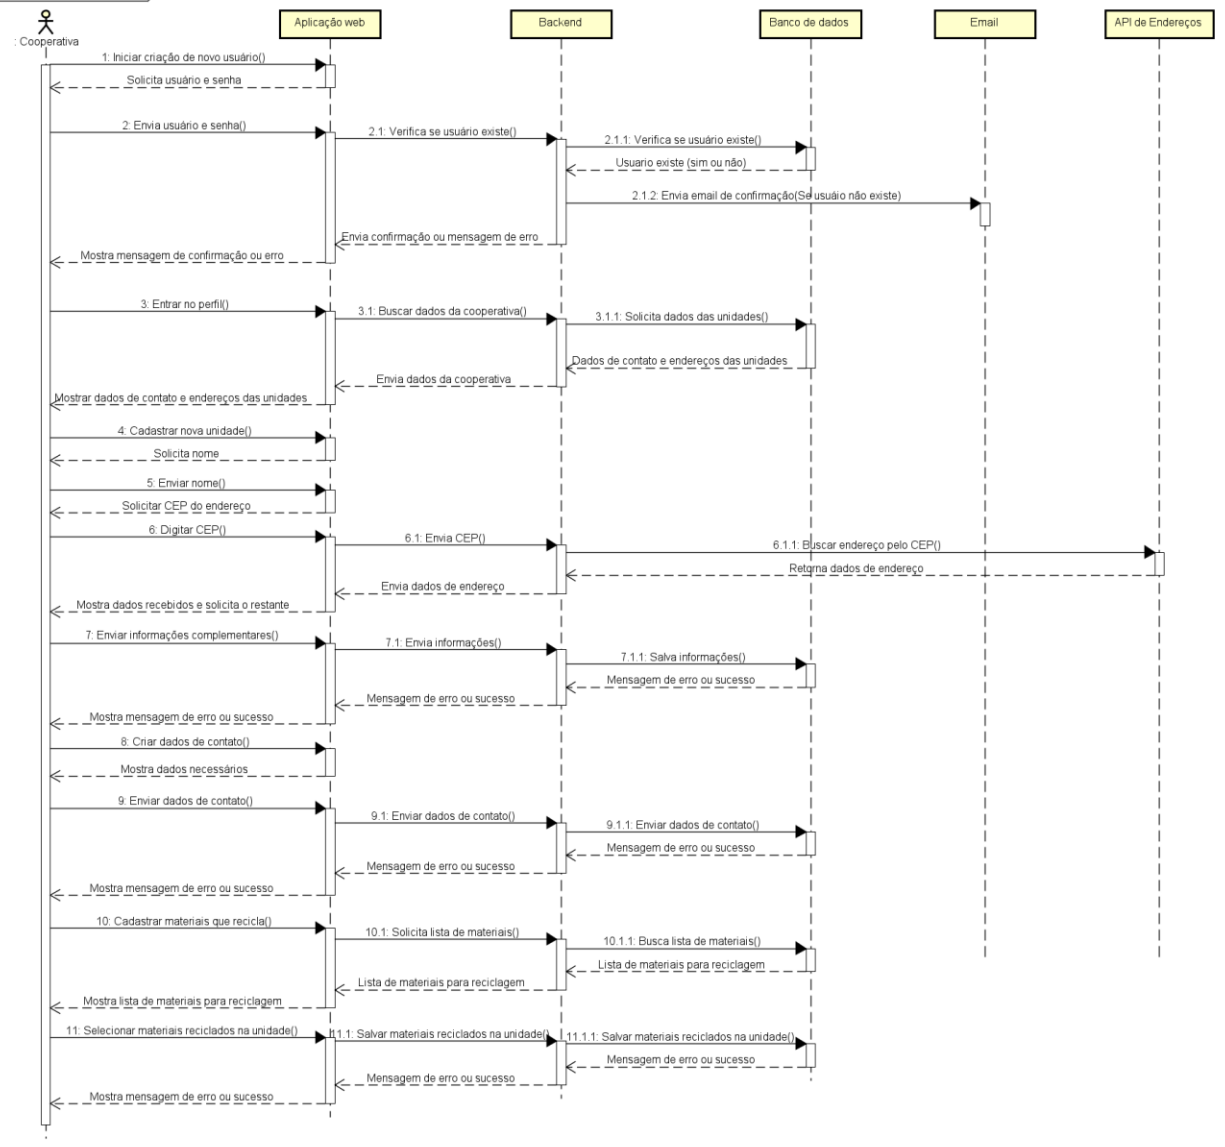 Aplicação web
Backend
Banco de dados
Email
API de Endereços
: Cooperativa
1: Iniciar criação de novo usuário()
Solicita usuário e senha
2: Envia usuário e senha()
2.1: Verifica se usuário existe()
2.1.1: Verifica se usuário existe()
Usuario existe (sim ou não)
2.1.2: Envia email de confirmação(Se usuáio não existe)
Envia confirmação ou mensagem de erro
Mostra mensagem de confirmação ou erro
3: Entrar no perfil()
3.1: Buscar dados da cooperativa()
3.1.1: Solicita dados das unidades()
Dados de contato e endereços das unidades
Envia dados da cooperativa
Mostrar dados de contato e endereços das unidades
4: Cadastrar nova unidade()
Solicita nome
5: Enviar nome()
Solicitar CEP do endereço
6: Digitar CEP()
6.1: Envia CEP()
6.1.1: Buscar endereço pelo CEP()
Retorna dados de endereço
Envia dados de endereço
Mostra dados recebidos e solicita o restante
7: Enviar informações complementares()
7.1: Envia informações()
7.1.1: Salva informações()
Mensagem de erro ou sucesso
Mensagem de erro ou sucesso
Mostra mensagem de erro ou sucesso
8: Criar dados de contato()
Mostra dados necessários
9: Enviar dados de contato()
9.1: Enviar dados de contato()
9.1.1: Enviar dados de contato()
Mensagem de erro ou sucesso
Mensagem de erro ou sucesso
Mostra mensagem de erro ou sucesso
10: Cadastrar materiais que recicla()
10.1: Solicita lista de materiais()
10.1.1: Busca lista de materiais()
Lista de materiais para reciclagem
Lista de materiais para reciclagem
Mostra lista de materiais para reciclagem
11: Selecionar materiais reciclados na unidade()
11.1: Salvar materiais reciclados na unidade()
11.1.1: Salvar materiais reciclados na unidade()
Mensagem de erro ou sucesso
Mensagem de erro ou sucesso
Mostra mensagem de erro ou sucesso